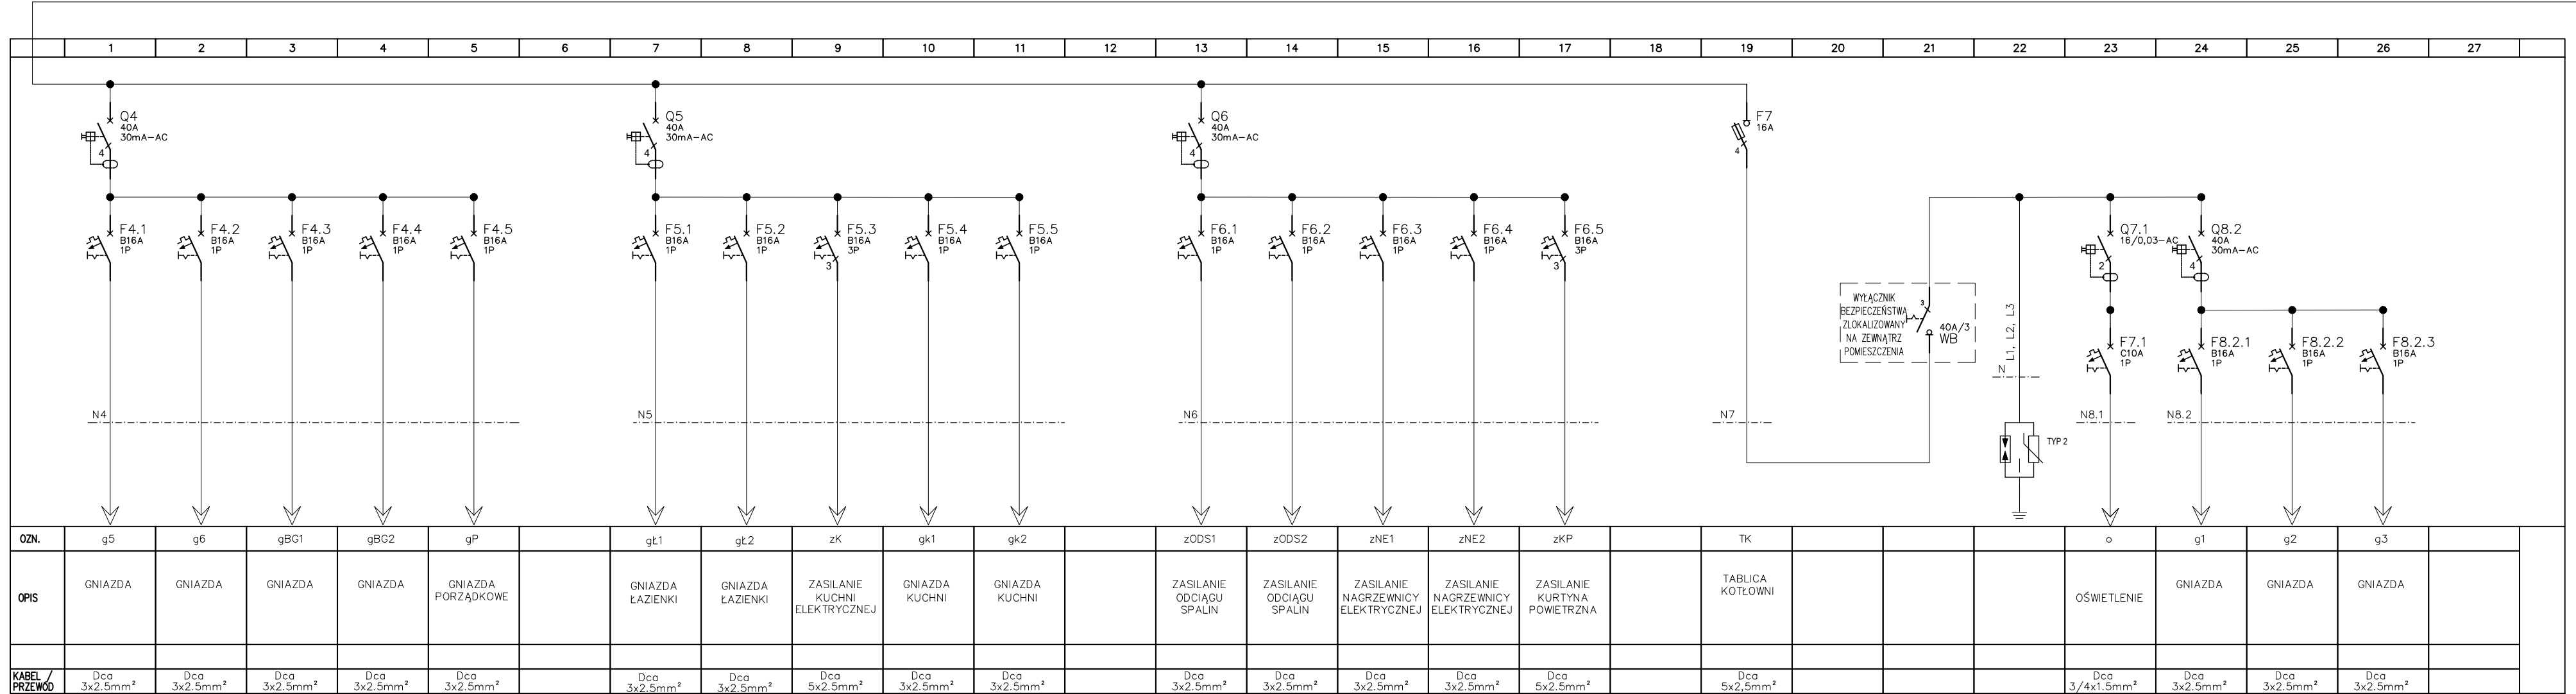 1 2 3 4 5 6 7 8 9 10 11 12 13 14 15 16 17 18 19 20 21 22 23 24 25 26 27
Q4
40A
30mA-AC
4
Q5
40A
30mA-AC
4
Q6
40A
30mA-AC
4
F7
16A
4
F4.1
B16A
1P
F4.2
B16A
1P
F4.3
B16A
1P
F4.4
B16A
1P
F4.5
B16A
1P
F5.1
B16A
1P
F5.2
B16A
1P
F5.3
B16A
3P
3
F5.4
B16A
1P
F5.5
B16A
1P
F6.1
B16A
1P
F6.2
B16A
1P
F6.3
B16A
1P
F6.4
B16A
1P
F6.5
B16A
3P
3
Q7.1
16/0,03-AC
2
Q8.2
40A
30mA-AC
4
WYŁĄCZNIK
BEZPIECZEŃSTWA
ZLOKALIZOWANY
NA ZEWNĄTRZ
POMIESZCZENIA
3
40A/3
WB
L1, L2, L3
N
F7.1
C10A
1P
F8.2.1
B16A
1P
F8.2.2
B16A
1P
F8.2.3
B16A
1P
N4
N5
N6
N7
N8.1
N8.2
TYP 2
OZN. g5 g6 gBG1 gBG2 gP gŁ1 gŁ2 zK gk1 gk2 zODS1 zODS2 zNE1 zNE2 zKP TK o g1 g2 g3
OPIS
GNIAZDA
GNIAZDA
GNIAZDA
GNIAZDA
GNIAZDA
PORZĄDKOWE
GNIAZDA
ŁAZIENKI
GNIAZDA
ŁAZIENKI
ZASILANIE
KUCHNI
ELEKTRYCZNEJ
GNIAZDA
KUCHNI
GNIAZDA
KUCHNI
ZASILANIE
ODCIĄGU
SPALIN
ZASILANIE
ODCIĄGU
SPALIN
ZASILANIE
NAGRZEWNICY
ELEKTRYCZNEJ
ZASILANIE
NAGRZEWNICY
ELEKTRYCZNEJ
ZASILANIE
KURTYNA
POWIETRZNA
TABLICA
KOTŁOWNI
OŚWIETLENIE
GNIAZDA
GNIAZDA
GNIAZDA
KABEL /
PRZEWÓD
Dca
3x2.5mm²
Dca
3x2.5mm²
Dca
3x2.5mm²
Dca
3x2.5mm²
Dca
3x2.5mm²
Dca
3x2.5mm²
Dca
3x2.5mm²
Dca
5x2.5mm²
Dca
3x2.5mm²
Dca
3x2.5mm²
Dca
3x2.5mm²
Dca
3x2.5mm²
Dca
3x2.5mm²
Dca
3x2.5mm²
Dca
5x2.5mm²
Dca
5x2,5mm²
Dca
3/4x1.5mm²
Dca
3x2.5mm²
Dca
3x2.5mm²
Dca
3x2.5mm²